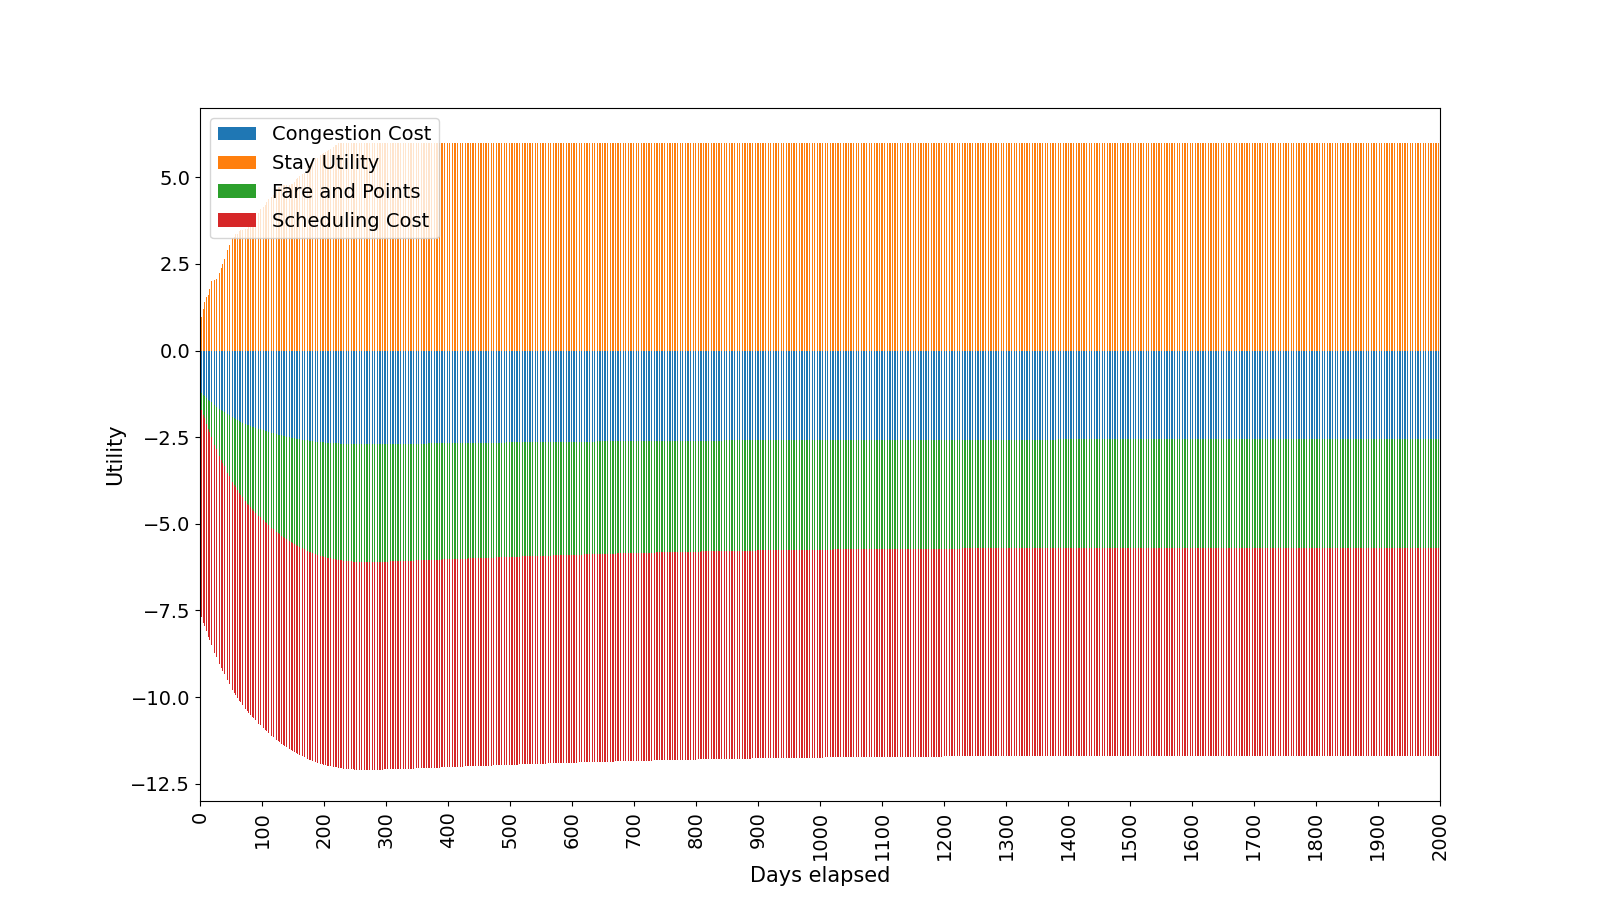 Congestion Cost
Stay Utility
Fare and Points
Scheduling Cost
5.0
2.5
0.0
−2.5
−5.0
−7.5
−10.0
−12.5
Utility
0 100 200 300 400 500 600 700 800 900 1000 1100 1200 1300 1400 1500 1600 1700 1800 1900 2000
Days elapsed